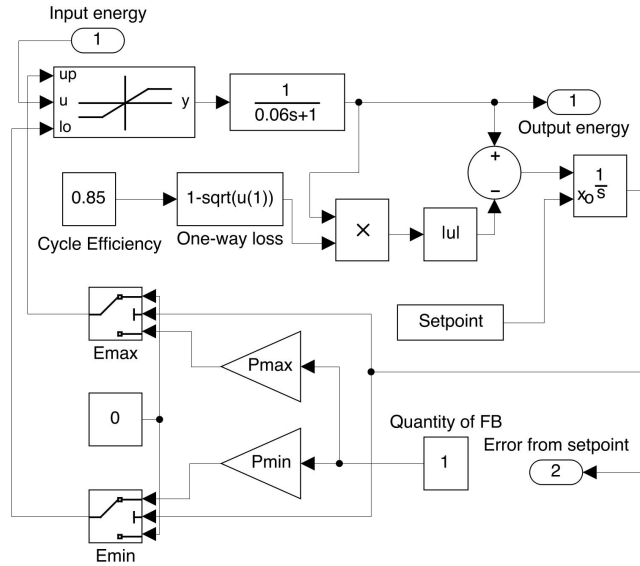 Input energy
1
up
u
lo
y
1
0.06s+1
1
Output energy
+
−
1
s
xo
0.85
Cycle Efficiency
1-sqrt(u(1))
One-way loss
×
|u|
Setpoint
Emax
Pmax
0
Quantity of FB
1
Pmin
Error from setpoint
2
Emin